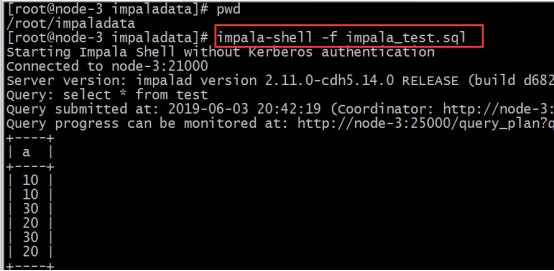 [root@node-3 impaladata]# pwd
/root/impaladata
[root@node-3 impaladata]# impala-shell -f impala_test.sql
Starting Impala Shell without Kerberos authentication
Connected to node-3:21000
Server version: impalad version 2.11.0-cdh5.14.0 RELEASE (build d682
Query: select * from test
Query submitted at: 2019-06-03 20:42:19 (Coordinator: http://node-3:
Query progress can be monitored at: http://node-3:25000/query_plan?q
+----+
| a  |
+----+
| 10 |
| 10 |
| 30 |
| 20 |
| 30 |
| 20 |
+----+